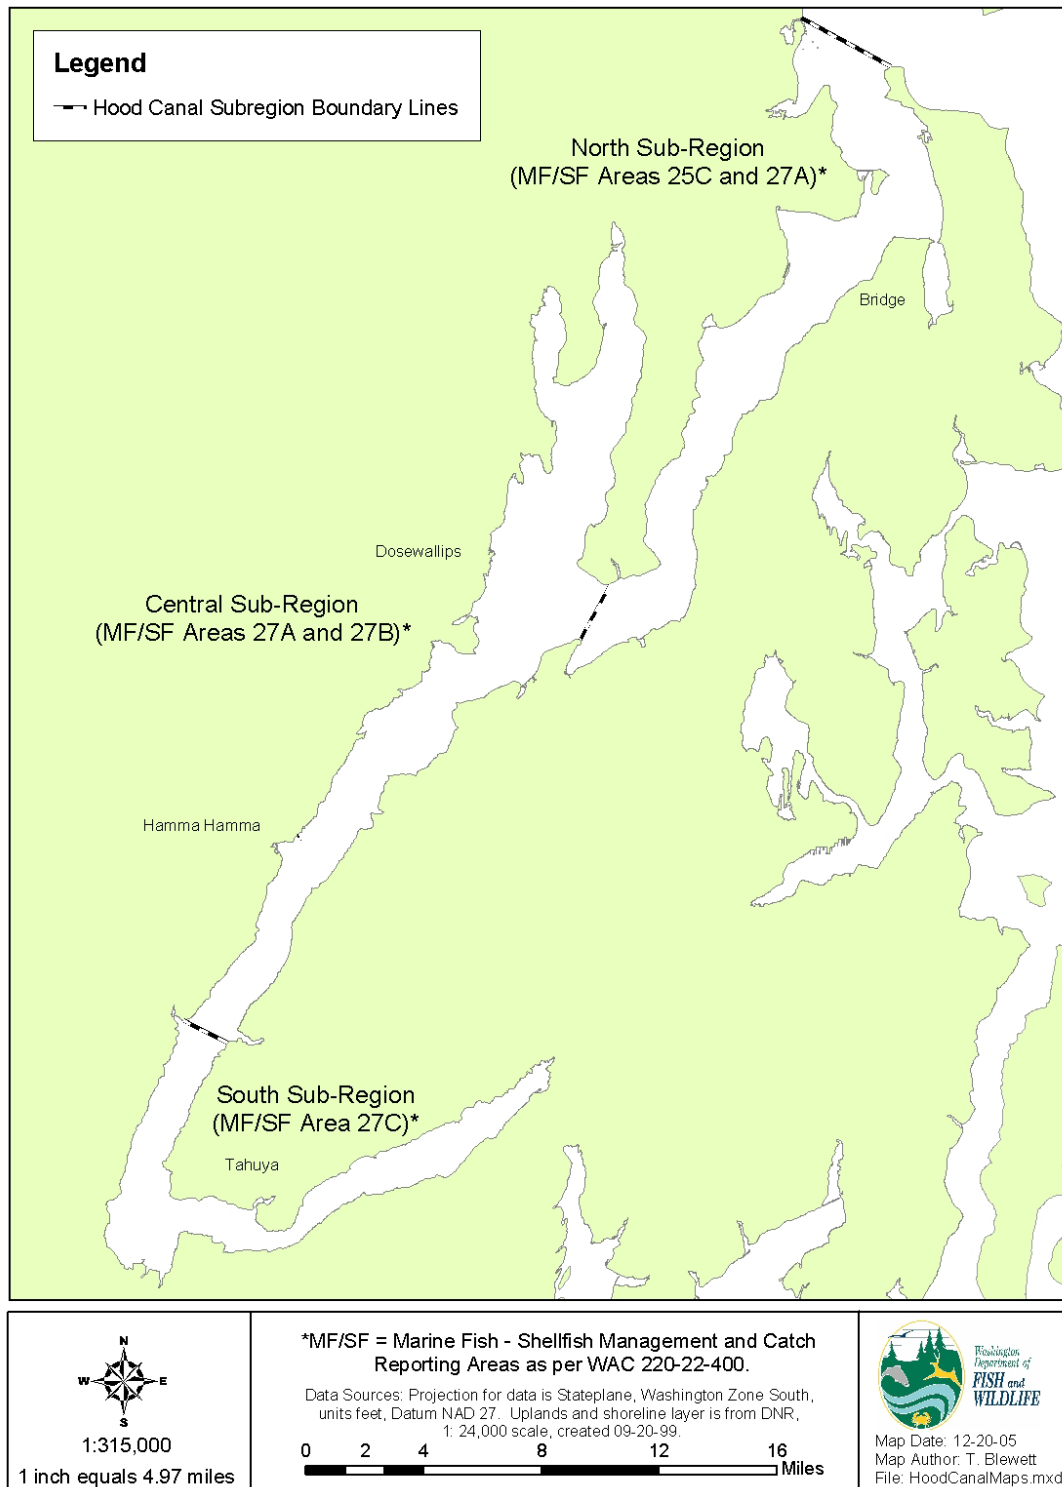 Legend
Hood Canal Subregion Boundary Lines
North Sub-Region
(MF/SF Areas 25C and 27A)*
Bridge
Dosewallips
Central Sub-Region
(MF/SF Areas 27A and 27B)*
Hamma Hamma
South Sub-Region
(MF/SF Area 27C)*
Tahuya
N
W E
S
1:315,000
1 inch equals 4.97 miles
*MF/SF = Marine Fish - Shellfish Management and Catch
Reporting Areas as per WAC 220-22-400.
Data Sources: Projection for data is Stateplane, Washington Zone South,
units feet, Datum NAD 27. Uplands and shoreline layer is from DNR,
1: 24,000 scale, created 09-20-99.
0 2 4 8 12 16
Miles
Washington
Department of
FISH and
WILDLIFE
Map Date: 12-20-05
Map Author: T. Blewett
File: HoodCanalMaps.mxd